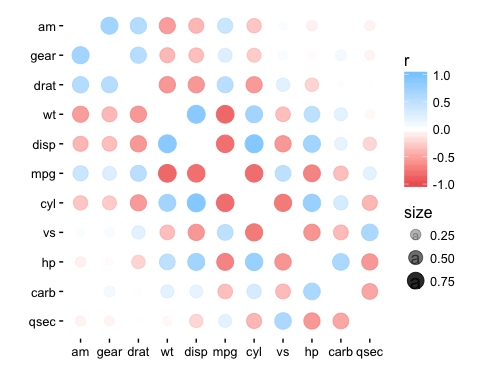 am
gear
drat
wt
disp
mpg
cyl
vs
hp
carb
qsec
am gear drat wt disp mpg cyl vs hp carb qsec
r
1.0
0.5
0.0
-0.5
-1.0
size
a 0.25
a 0.50
a 0.75